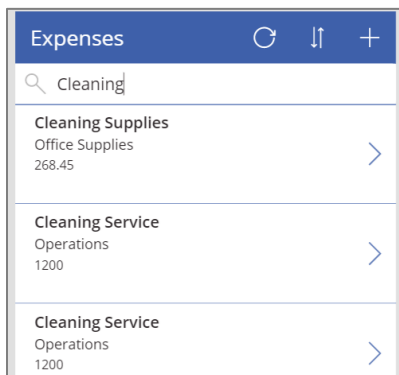 Expenses
Cleaning
Cleaning Supplies
Office Supplies
268.45
Cleaning Service
Operations
1200
Cleaning Service
Operations
1200